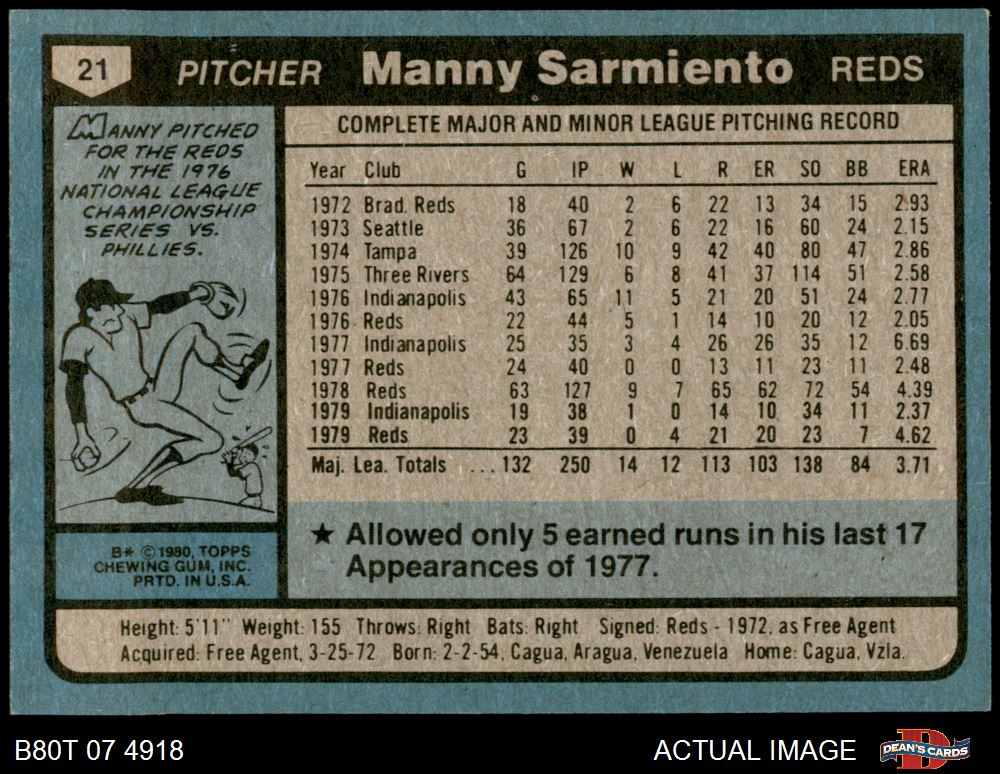 21 PITCHER Manny Sarmiento REDS
MANNY PITCHED
FOR THE REDS
IN THE 1976
NATIONAL LEAGUE
CHAMPIONSHIP
SERIES VS.
PHILLIES.
COMPLETE MAJOR AND MINOR LEAGUE PITCHING RECORD
Year Club G IP W L R ER SO BB ERA
1972 Brad. Reds 18 40 2 6 22 13 34 15 2.93
1973 Seattle 36 67 2 6 22 16 60 24 2.15
1974 Tampa 39 126 10 9 42 40 80 47 2.86
1975 Three Rivers 64 129 6 8 41 37 114 51 2.58
1976 Indianapolis 43 65 11 5 21 20 51 24 2.77
1976 Reds 22 44 5 1 14 10 20 12 2.05
1977 Indianapolis 25 35 3 4 26 26 35 12 6.69
1977 Reds 24 40 0 0 13 11 23 11 2.48
1978 Reds 63 127 9 7 65 62 72 54 4.39
1979 Indianapolis 19 38 1 0 14 10 34 11 2.37
1979 Reds 23 39 0 4 21 20 23 7 4.62
Maj. Lea. Totals ...132 250 14 12 113 103 138 84 3.71
★ Allowed only 5 earned runs in his last 17
Appearances of 1977.
B* © 1980, TOPPS
CHEWING GUM, INC.
PRTD. IN U.S.A.
Height: 5'11" Weight: 155 Throws: Right Bats: Right Signed: Reds - 1972, as Free Agent
Acquired: Free Agent, 3-25-72 Born: 2-2-54, Cagua, Aragua, Venezuela Home: Cagua, Vzla.
B80T 07 4918
ACTUAL IMAGE
DEAN'S CARDS